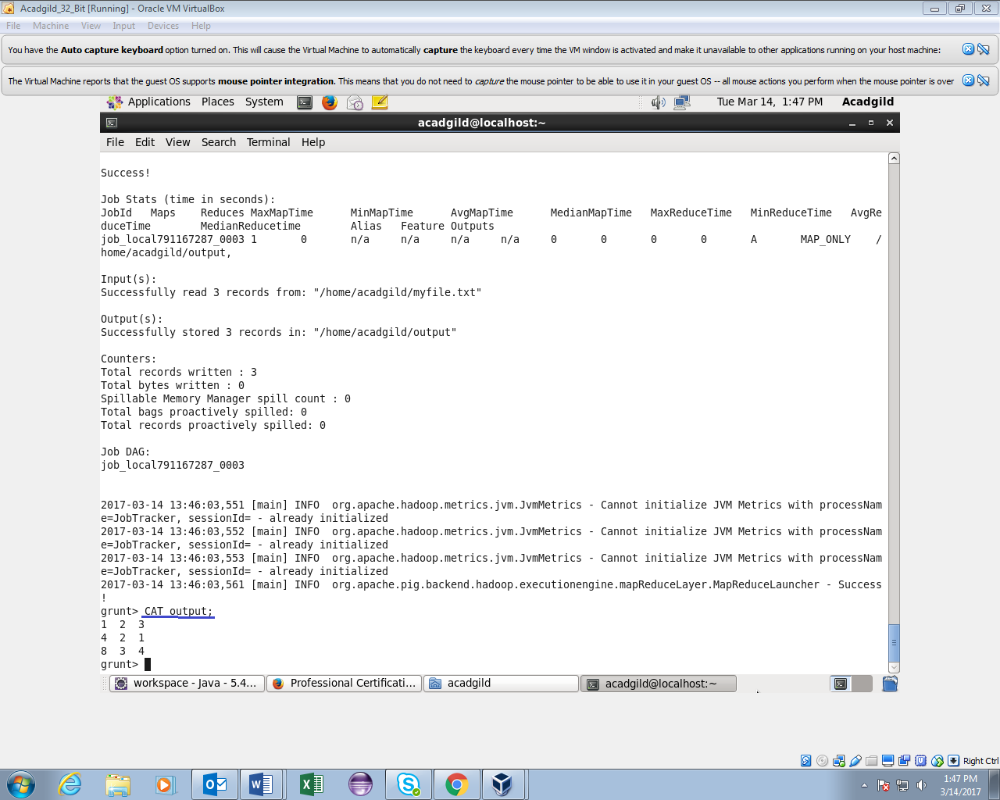 Acadgild_32_Bit [Running] - Oracle VM VirtualBox
File Machine View Input Devices Help
You have the Auto capture keyboard option turned on. This will cause the Virtual Machine to automatically capture the keyboard every time the VM window is activated and make it unavailable to other applications running on your host machine:
The Virtual Machine reports that the guest OS supports mouse pointer integration. This means that you do not need to capture the mouse pointer to be able to use it in your guest OS -- all mouse actions you perform when the mouse pointer is over
Applications Places System Tue Mar 14, 1:47 PM Acadgild
acadgild@localhost:~
File Edit View Search Terminal Help
Success!
Job Stats (time in seconds):
JobId Maps Reduces MaxMapTime MinMapTime AvgMapTime MedianMapTime MaxReduceTime MinReduceTime AvgRe
duceTime MedianReducetime Alias Feature Outputs
job_local791167287_0003 1 0 n/a n/a n/a n/a 0 0 0 0 A MAP_ONLY /
home/acadgild/output,
Input(s):
Successfully read 3 records from: "/home/acadgild/myfile.txt"
Output(s):
Successfully stored 3 records in: "/home/acadgild/output"
Counters:
Total records written : 3
Total bytes written : 0
Spillable Memory Manager spill count : 0
Total bags proactively spilled: 0
Total records proactively spilled: 0
Job DAG:
job_local791167287_0003
2017-03-14 13:46:03,551 [main] INFO org.apache.hadoop.metrics.jvm.JvmMetrics - Cannot initialize JVM Metrics with processNam
e=JobTracker, sessionId= - already initialized
2017-03-14 13:46:03,552 [main] INFO org.apache.hadoop.metrics.jvm.JvmMetrics - Cannot initialize JVM Metrics with processNam
e=JobTracker, sessionId= - already initialized
2017-03-14 13:46:03,553 [main] INFO org.apache.hadoop.metrics.jvm.JvmMetrics - Cannot initialize JVM Metrics with processNam
e=JobTracker, sessionId= - already initialized
2017-03-14 13:46:03,561 [main] INFO org.apache.pig.backend.hadoop.executionengine.mapReduceLayer.MapReduceLauncher - Success
!
grunt> CAT output;
1 2 3
4 2 1
8 3 4
grunt>
workspace - Java - 5.4... Professional Certificati... acadgild acadgild@localhost:~
Right Ctrl
1:47 PM
3/14/2017